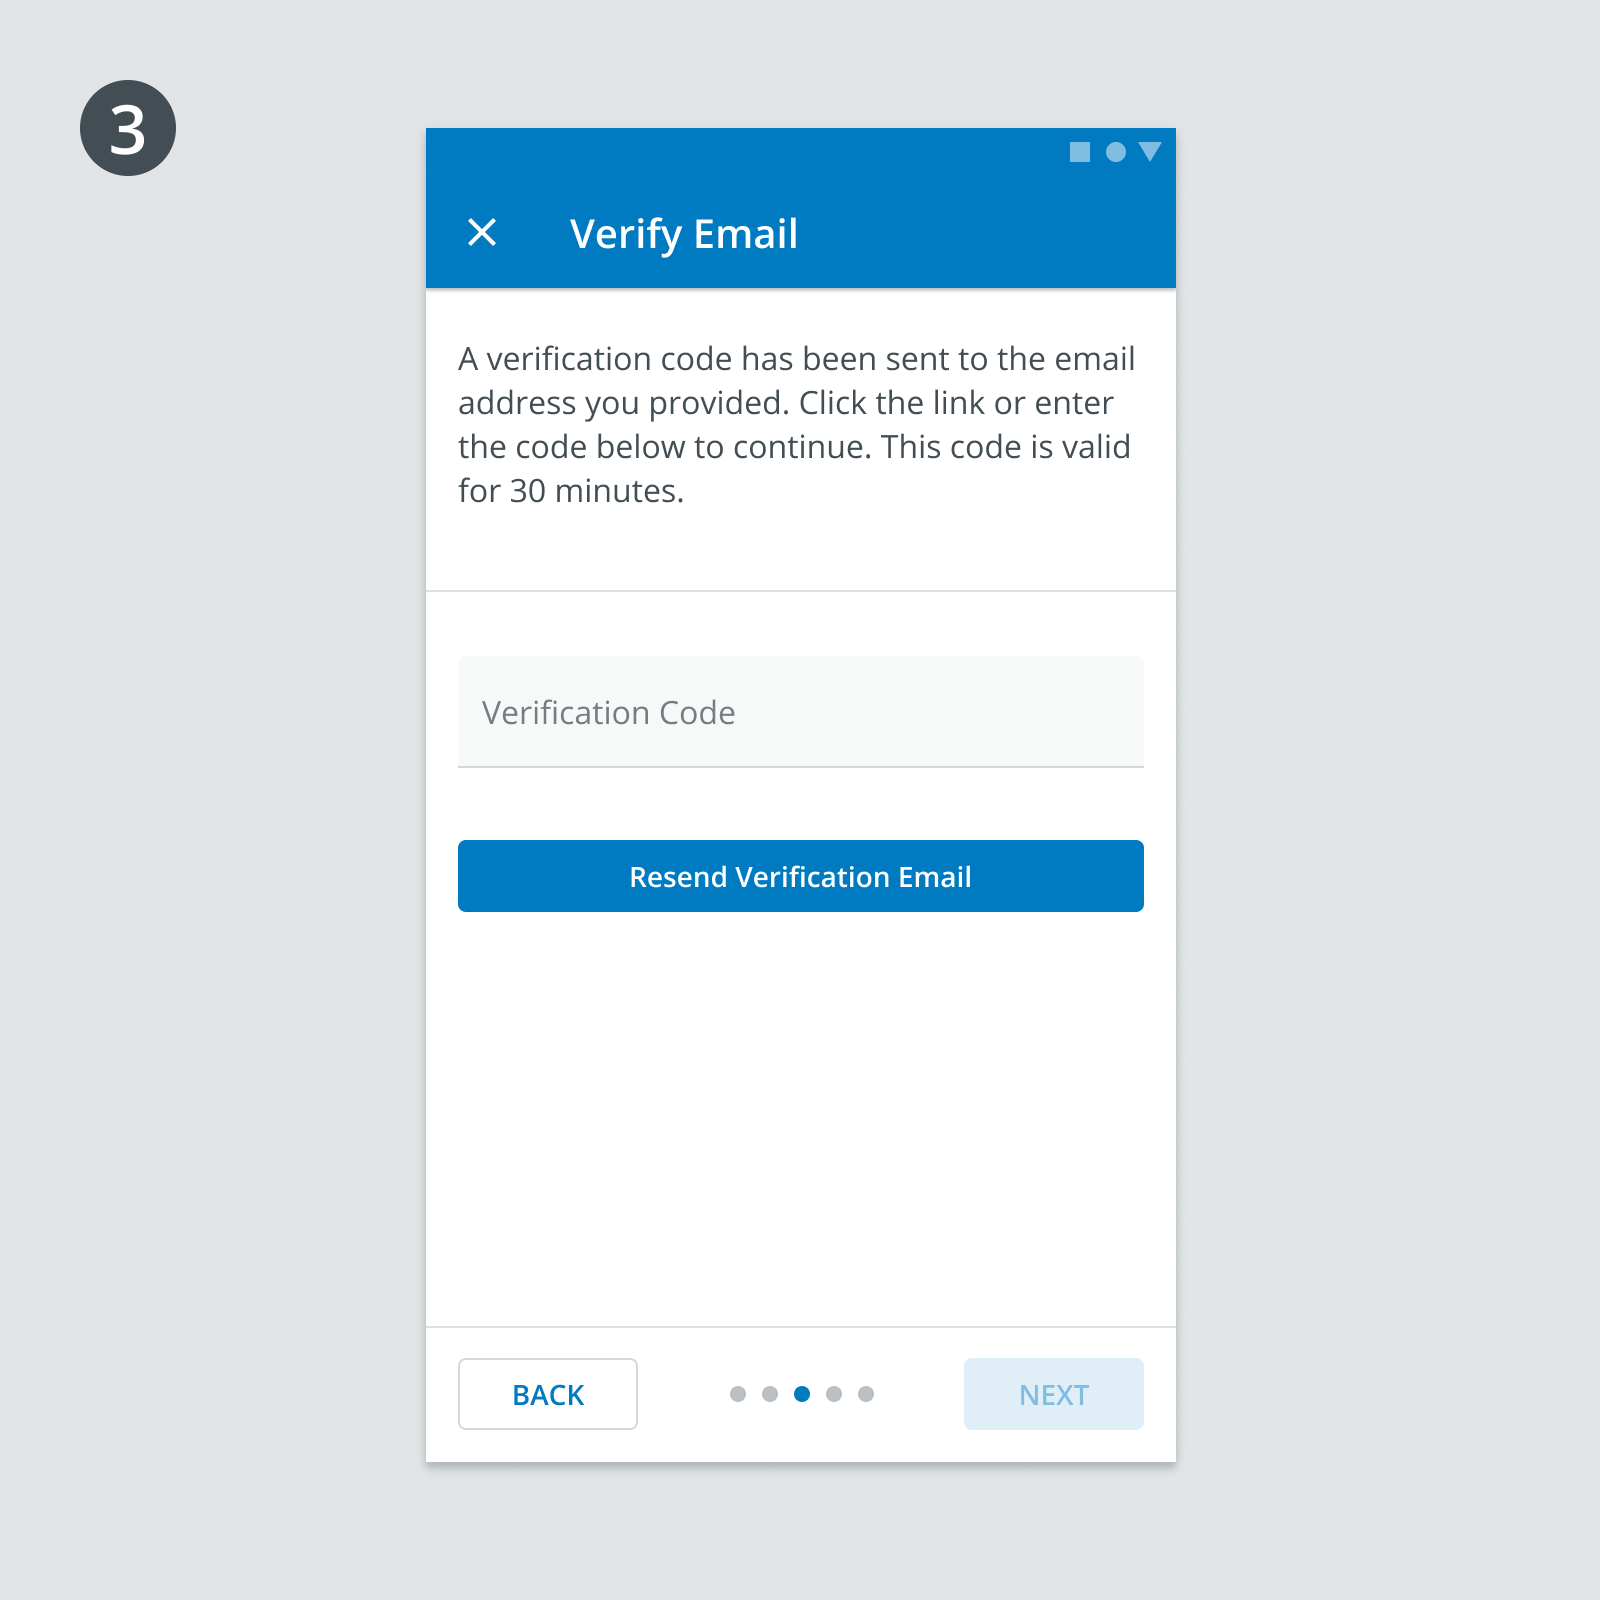 3
Verify Email
A verification code has been sent to the email
address you provided. Click the link or enter
the code below to continue. This code is valid
for 30 minutes.
Verification Code
Resend Verification Email
BACK
NEXT